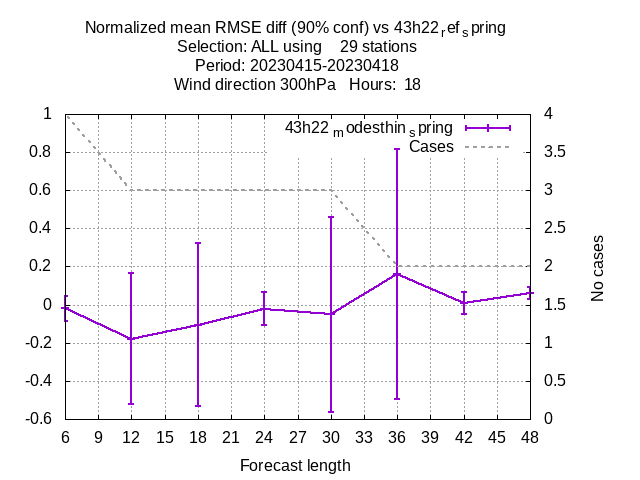 Normalized mean RMSE diff (90% conf) vs 43h22ᵣefₛpring
Selection: ALL using    29 stations
Period: 20230415-20230418
Wind direction 300hPa   Hours:  18
43h22ₘodesthinₛpring
Cases
1
0.8
0.6
0.4
0.2
0
-0.2
-0.4
-0.6
4
3.5
3
2.5
2
1.5
1
0.5
0
No cases
6 9 12 15 18 21 24 27 30 33 36 39 42 45 48
Forecast length